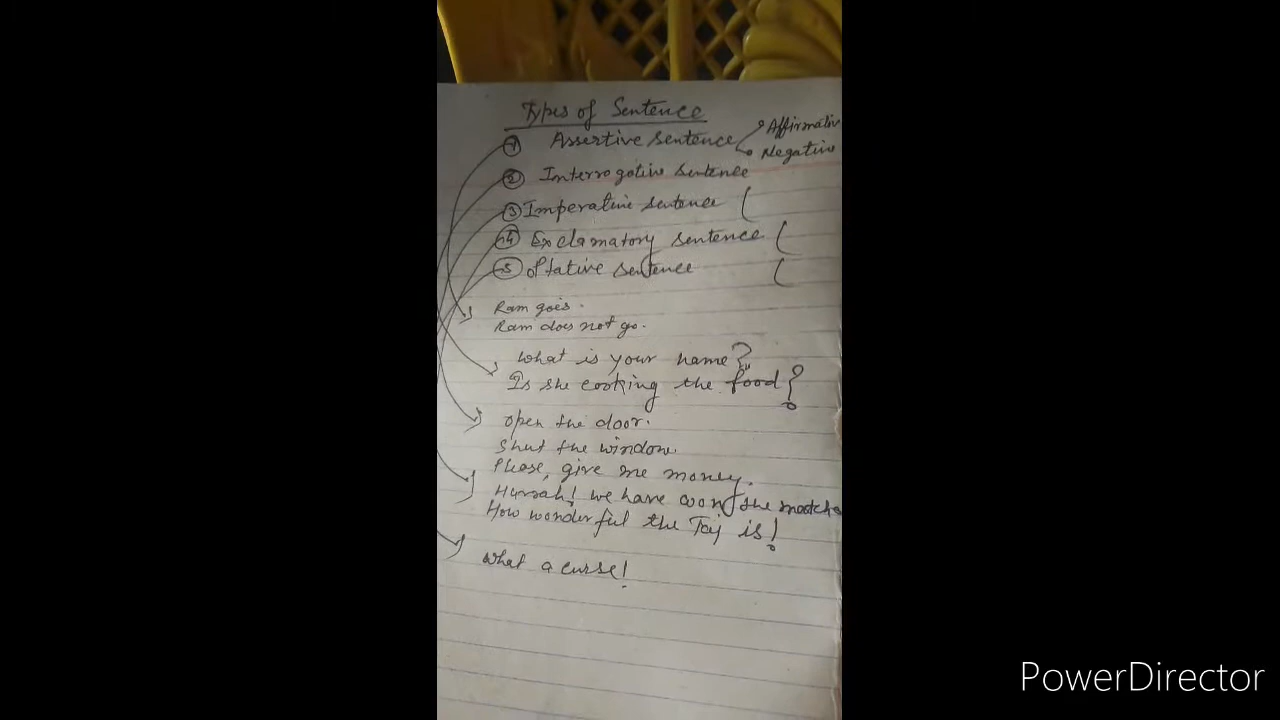 Types of Sentence
1 Assertive sentence
Affirmativ
Negative
2 Interrogative sentence
3 Imperative sentence (
4 Exclamatory sentence (
5 Optative sentence (
Ram goes.
Ram does not go.
What is your name?
Is she cooking the food?
open the door.
Shut the window.
Please, give me money.
Hurrah! we have won the match
How wonderful the Taj is!
What a curse!
PowerDirector